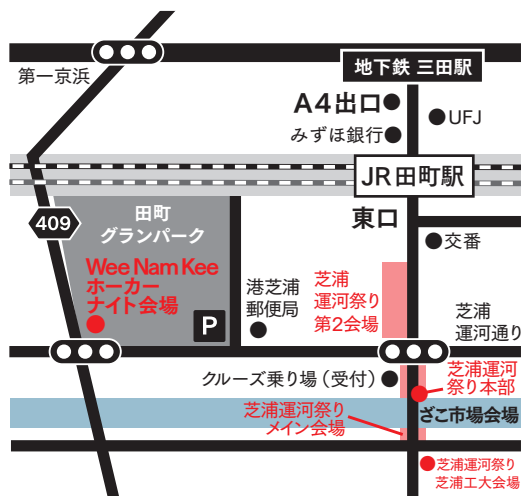 第一京浜
地下鉄 三田駅
A4出口
みずほ銀行
UFJ
JR田町駅
東口
409
田町
グランパーク
交番
Wee Nam Kee
ホーカー
ナイト会場
P
港芝浦
郵便局
芝浦
運河祭り
第2会場
芝浦
運河通り
クルーズ乗り場（受付）
芝浦運河
祭り本部
芝浦運河祭り
メイン会場
ざこ市場会場
芝浦運河祭り
芝浦工大会場